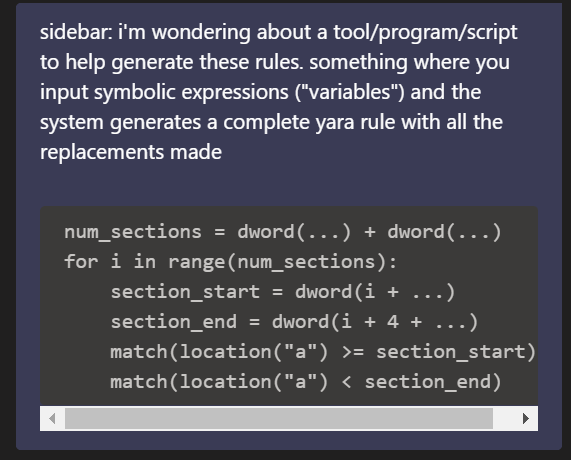 sidebar: i'm wondering about a tool/program/script
to help generate these rules. something where you
input symbolic expressions ("variables") and the
system generates a complete yara rule with all the
replacements made
num_sections = dword(...) + dword(...)
for i in range(num_sections):
    section_start = dword(i + ...)
    section_end = dword(i + 4 + ...)
    match(location("a") >= section_start)
    match(location("a") < section_end)